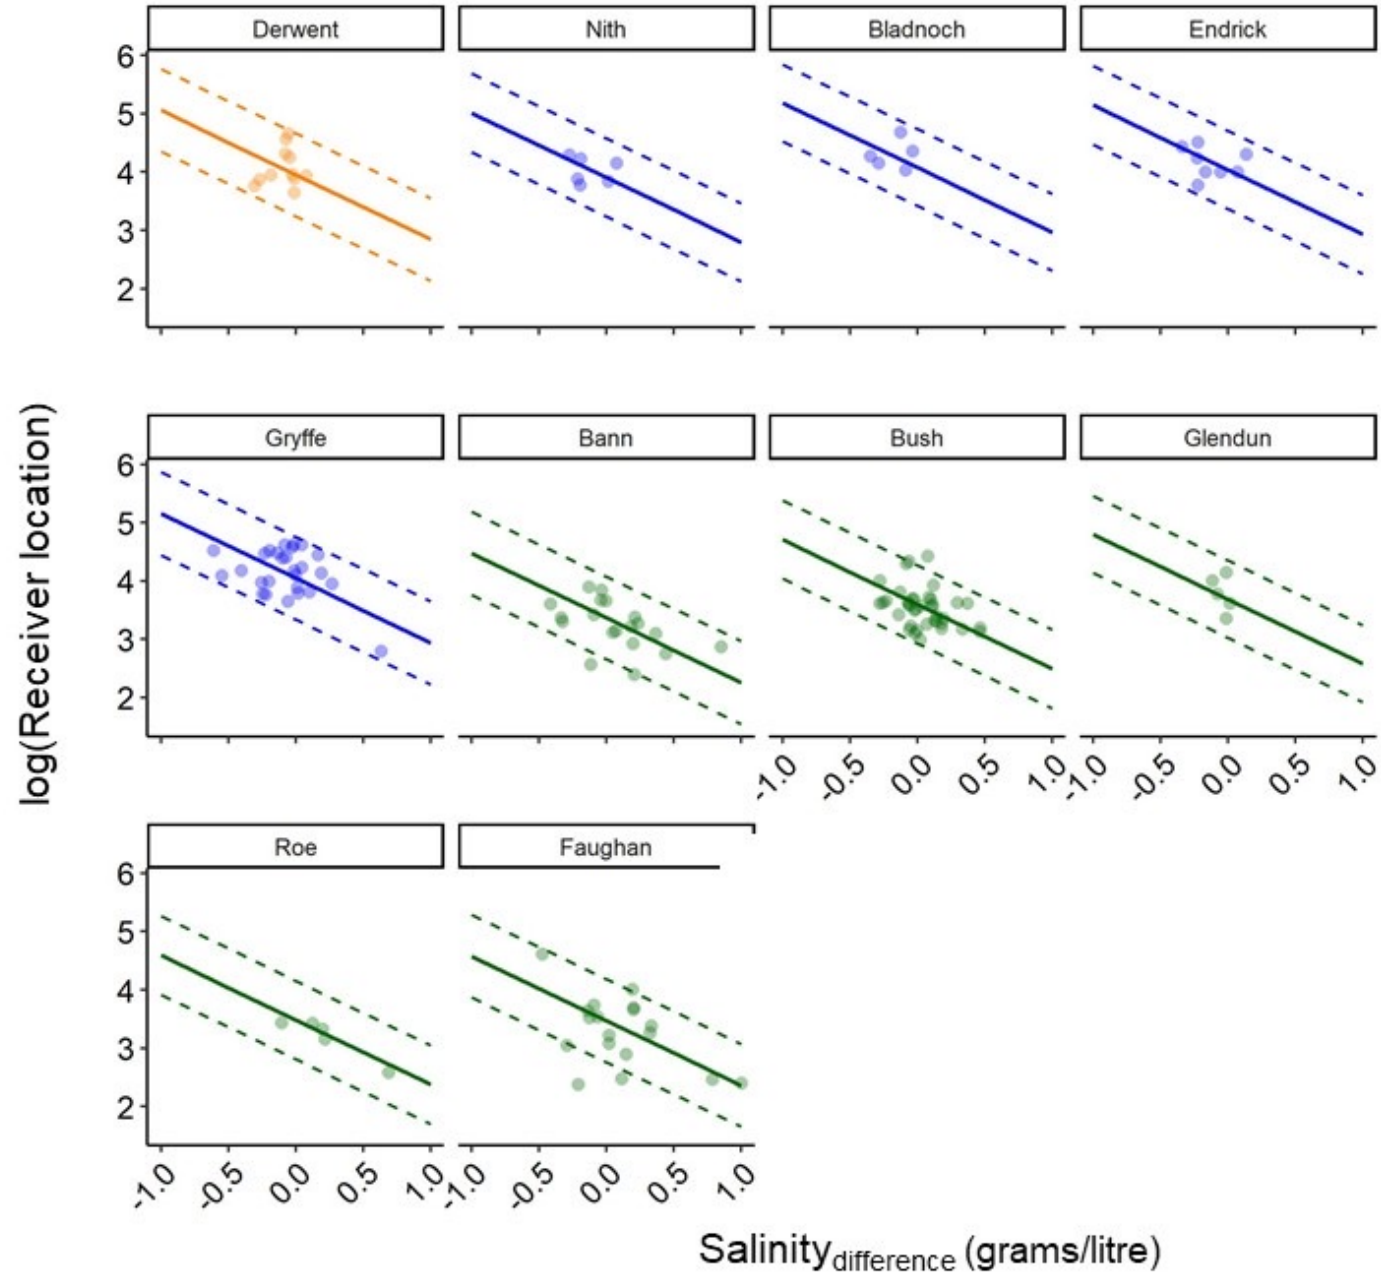 Derwent Nith Bladnoch Endrick
6
5
4
3
2
Gryffe Bann Bush Glendun
6
5
4
3
2
-1.0 -0.5 0.0 0.5 1.0 -1.0 -0.5 0.0 0.5 1.0
Roe Faughan
6
5
4
3
2
-1.0 -0.5 0.0 0.5 1.0 -1.0 -0.5 0.0 0.5 1.0
log(Receiver location)
Salinitydifference (grams/litre)